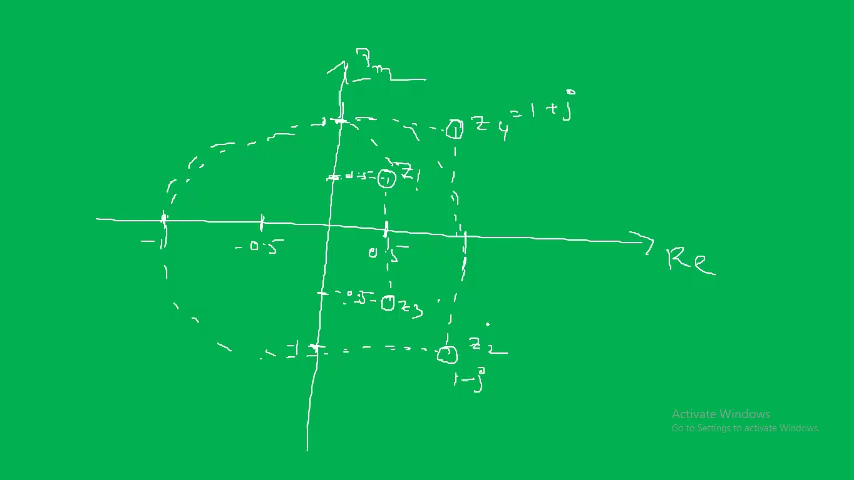 Im
z4 = 1 + j
0.5
z1
-1
-0.5
0.5
Re
-0.5
z3
-1
z2
1-j
Activate Windows
Go to Settings to activate Windows.